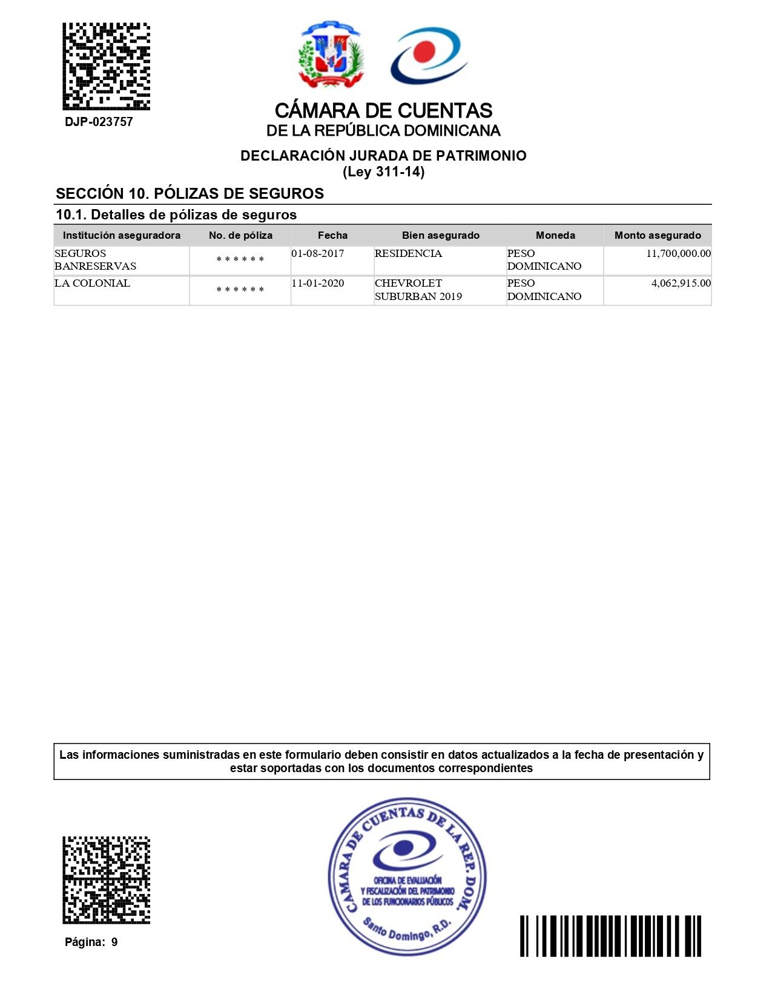 DJP-023757
CÁMARA DE CUENTAS
DE LA REPÚBLICA DOMINICANA
DECLARACIÓN JURADA DE PATRIMONIO
(Ley 311-14)
SECCIÓN 10. PÓLIZAS DE SEGUROS
10.1. Detalles de pólizas de seguros
Institución aseguradora No. de póliza Fecha Bien asegurado Moneda Monto asegurado
SEGUROS BANRESERVAS ****** 01-08-2017 RESIDENCIA PESO DOMINICANO 11,700,000.00
LA COLONIAL ****** 11-01-2020 CHEVROLET SUBURBAN 2019 PESO DOMINICANO 4,062,915.00
Las informaciones suministradas en este formulario deben consistir en datos actualizados a la fecha de presentación y
estar soportadas con los documentos correspondientes
CAMARA DE CUENTAS DE LA REP. DOM.
OFICINA DE EVALUACIÓN
Y FISCALIZACIÓN DEL PATRIMONIO
DE LOS FUNCIONARIOS PÚBLICOS
Santo Domingo, R.D.
Página: 9